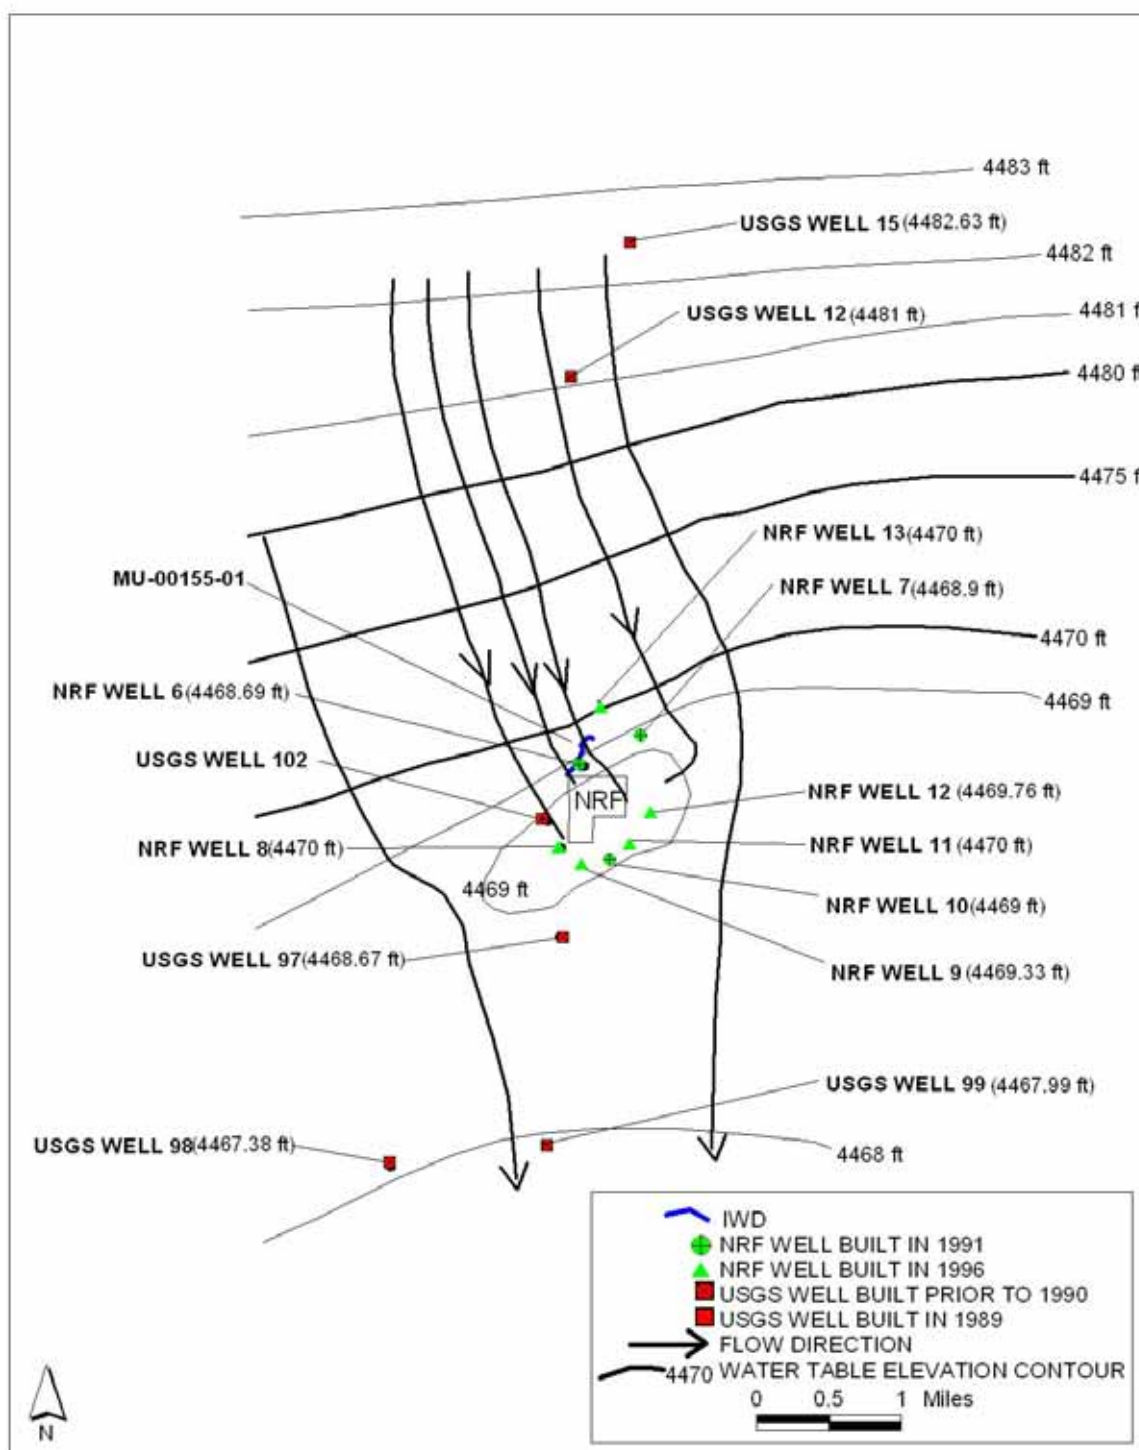 4483 ft
USGS WELL 15 (4482.63 ft)
4482 ft
USGS WELL 12 (4481 ft)
4481 ft
4480 ft
4475 ft
NRF WELL 13 (4470 ft)
MU-00155-01
NRF WELL 7 (4468.9 ft)
4470 ft
NRF WELL 6 (4468.69 ft)
4469 ft
USGS WELL 102
NRF
NRF WELL 12 (4469.76 ft)
NRF WELL 8 (4470 ft)
NRF WELL 11 (4470 ft)
4469 ft
NRF WELL 10 (4469 ft)
USGS WELL 97 (4468.67 ft)
NRF WELL 9 (4469.33 ft)
USGS WELL 99 (4467.99 ft)
USGS WELL 98 (4467.38 ft)
4468 ft
IWD
NRF WELL BUILT IN 1991
NRF WELL BUILT IN 1996
USGS WELL BUILT PRIOR TO 1990
USGS WELL BUILT IN 1989
FLOW DIRECTION
4470 WATER TABLE ELEVATION CONTOUR
0 0.5 1 Miles
N